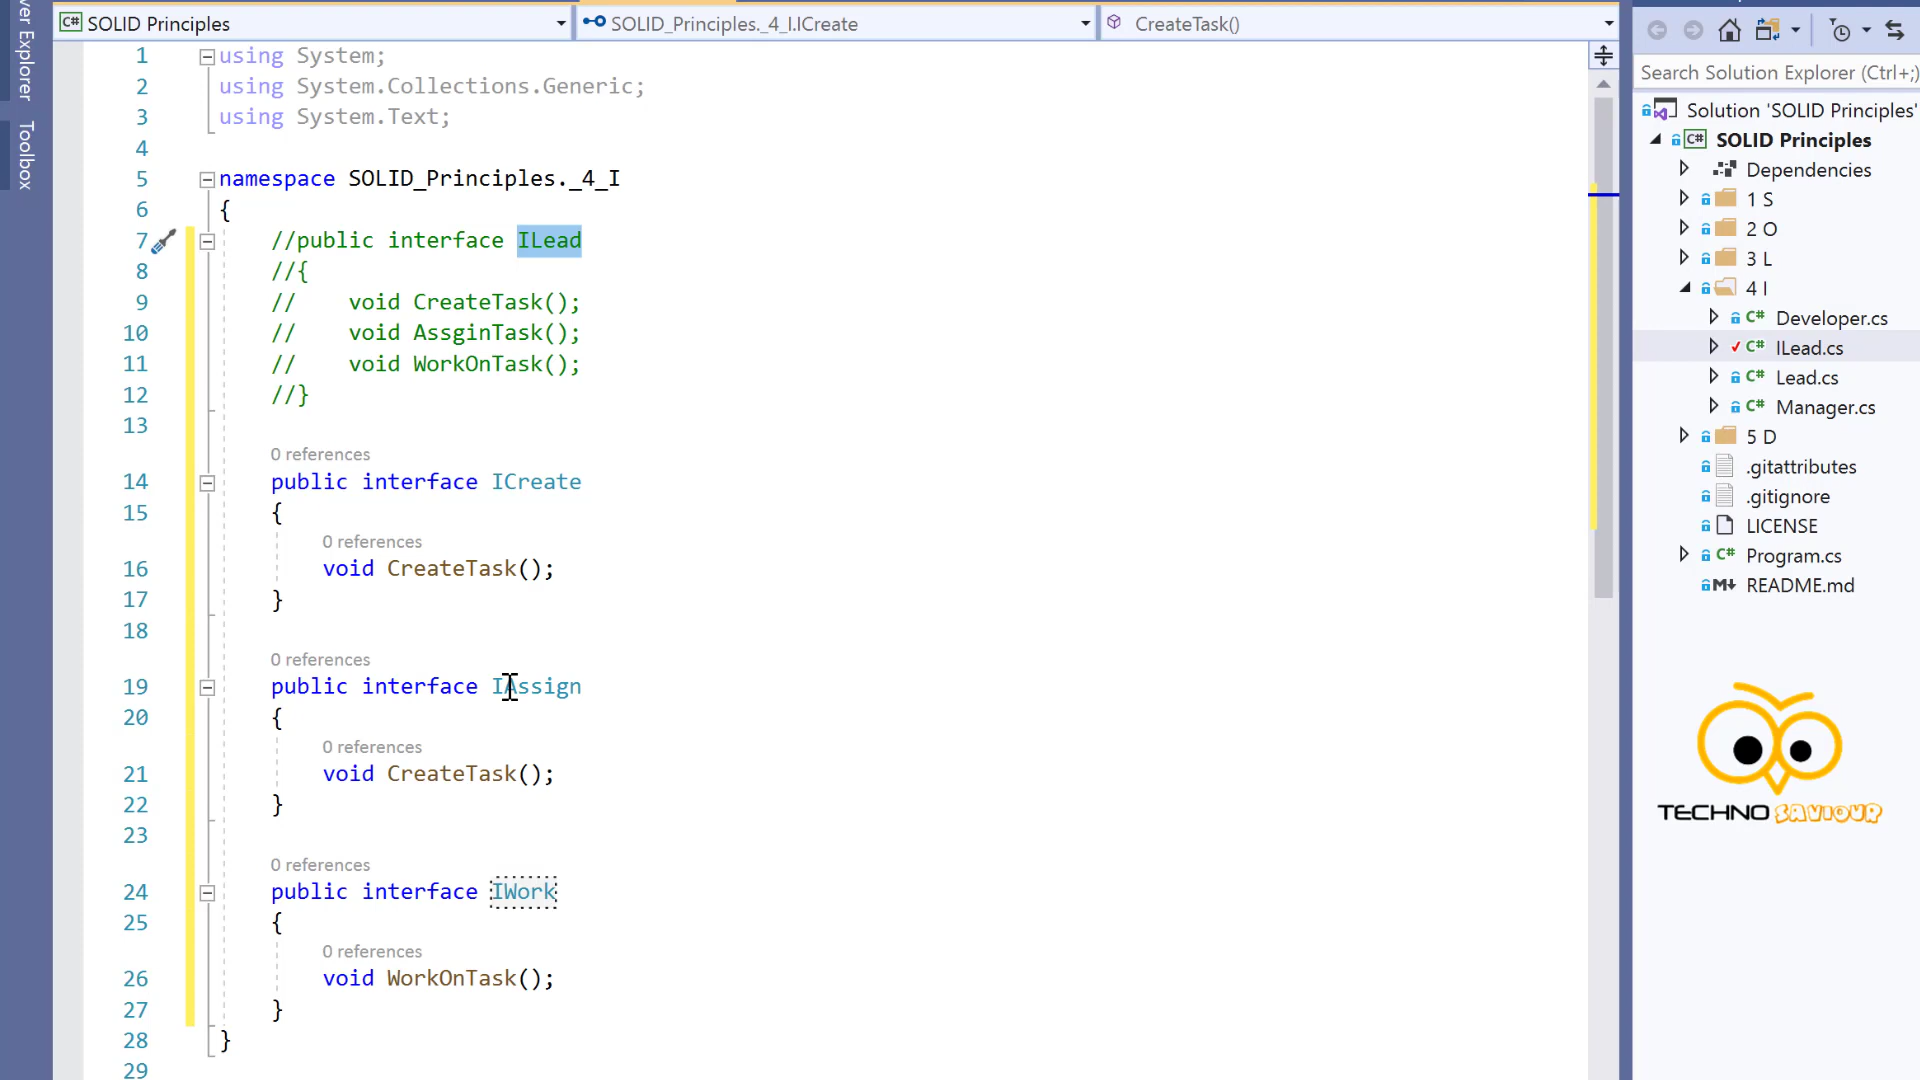 SOLID Principles
SOLID_Principles._4_I.ICreate
CreateTask()
Explorer
Toolbox
1 using System;
2 using System.Collections.Generic;
3 using System.Text;
4
5 namespace SOLID_Principles._4_I
6 {
7 //public interface ILead
8 //{
9 //    void CreateTask();
10 //    void AssginTask();
11 //    void WorkOnTask();
12 //}
13
0 references
14 public interface ICreate
15 {
0 references
16 void CreateTask();
17 }
18
0 references
19 public interface IAssign
20 {
0 references
21 void CreateTask();
22 }
23
0 references
24 public interface IWork
25 {
0 references
26 void WorkOnTask();
27 }
28 }
29
Search Solution Explorer (Ctrl+;)
Solution 'SOLID Principles'
C# SOLID Principles
Dependencies
1 S
2 O
3 L
4 I
C# Developer.cs
C# ILead.cs
C# Lead.cs
C# Manager.cs
5 D
.gitattributes
.gitignore
LICENSE
C# Program.cs
README.md
TECHNO SAVIOUR